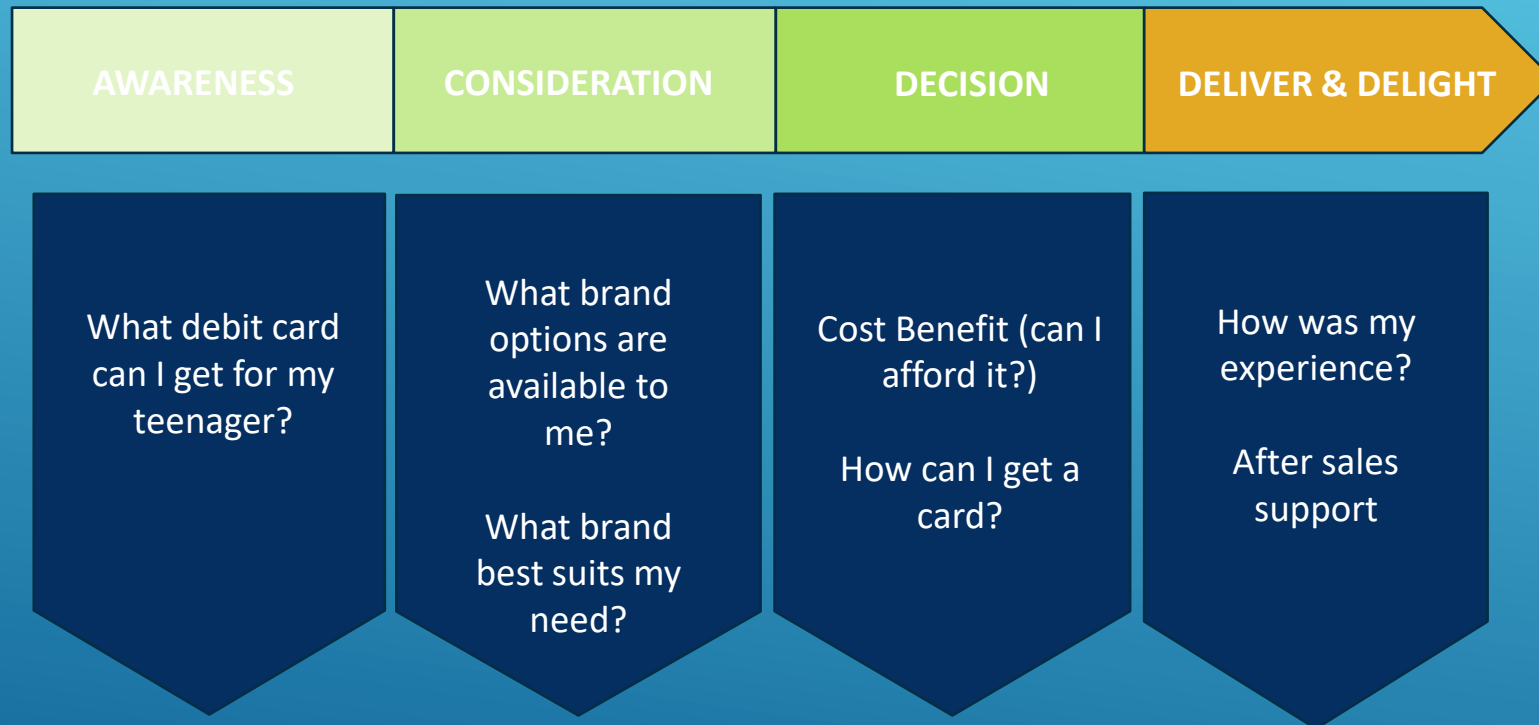 AWARENESS
CONSIDERATION
DECISION
DELIVER & DELIGHT
What debit card
can I get for my
teenager?
What brand
options are
available to
me?
What brand
best suits my
need?
Cost Benefit (can I
afford it?)
How can I get a
card?
How was my
experience?
After sales
support